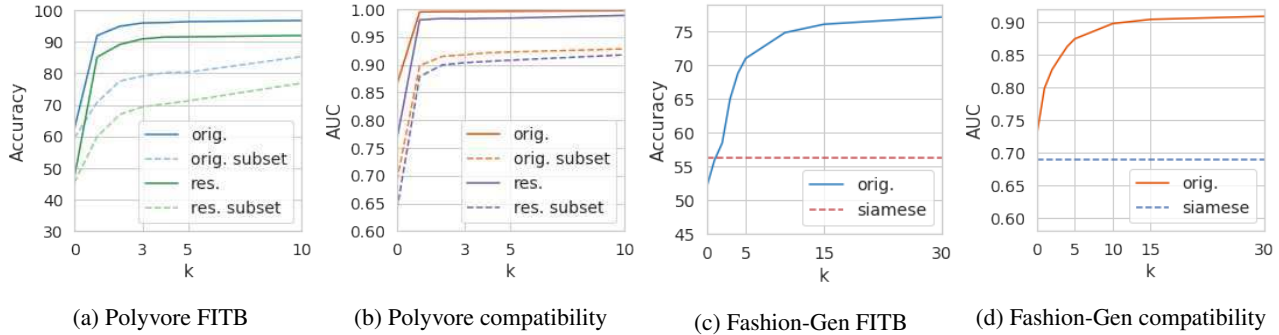 Accuracy
100
90
80
70
60
50
40
30
0
3
5
10
k
orig.
orig. subset
res.
res. subset
(a) Polyvore FITB
AUC
1.00
0.95
0.90
0.85
0.80
0.75
0.70
0.65
0.60
0
3
5
10
k
orig.
orig. subset
res.
res. subset
(b) Polyvore compatibility
Accuracy
75
70
65
60
55
50
45
0
5
15
30
k
orig.
siamese
(c) Fashion-Gen FITB
AUC
0.90
0.85
0.80
0.75
0.70
0.65
0.60
0
5
10
15
30
k
orig.
siamese
(d) Fashion-Gen compatibility